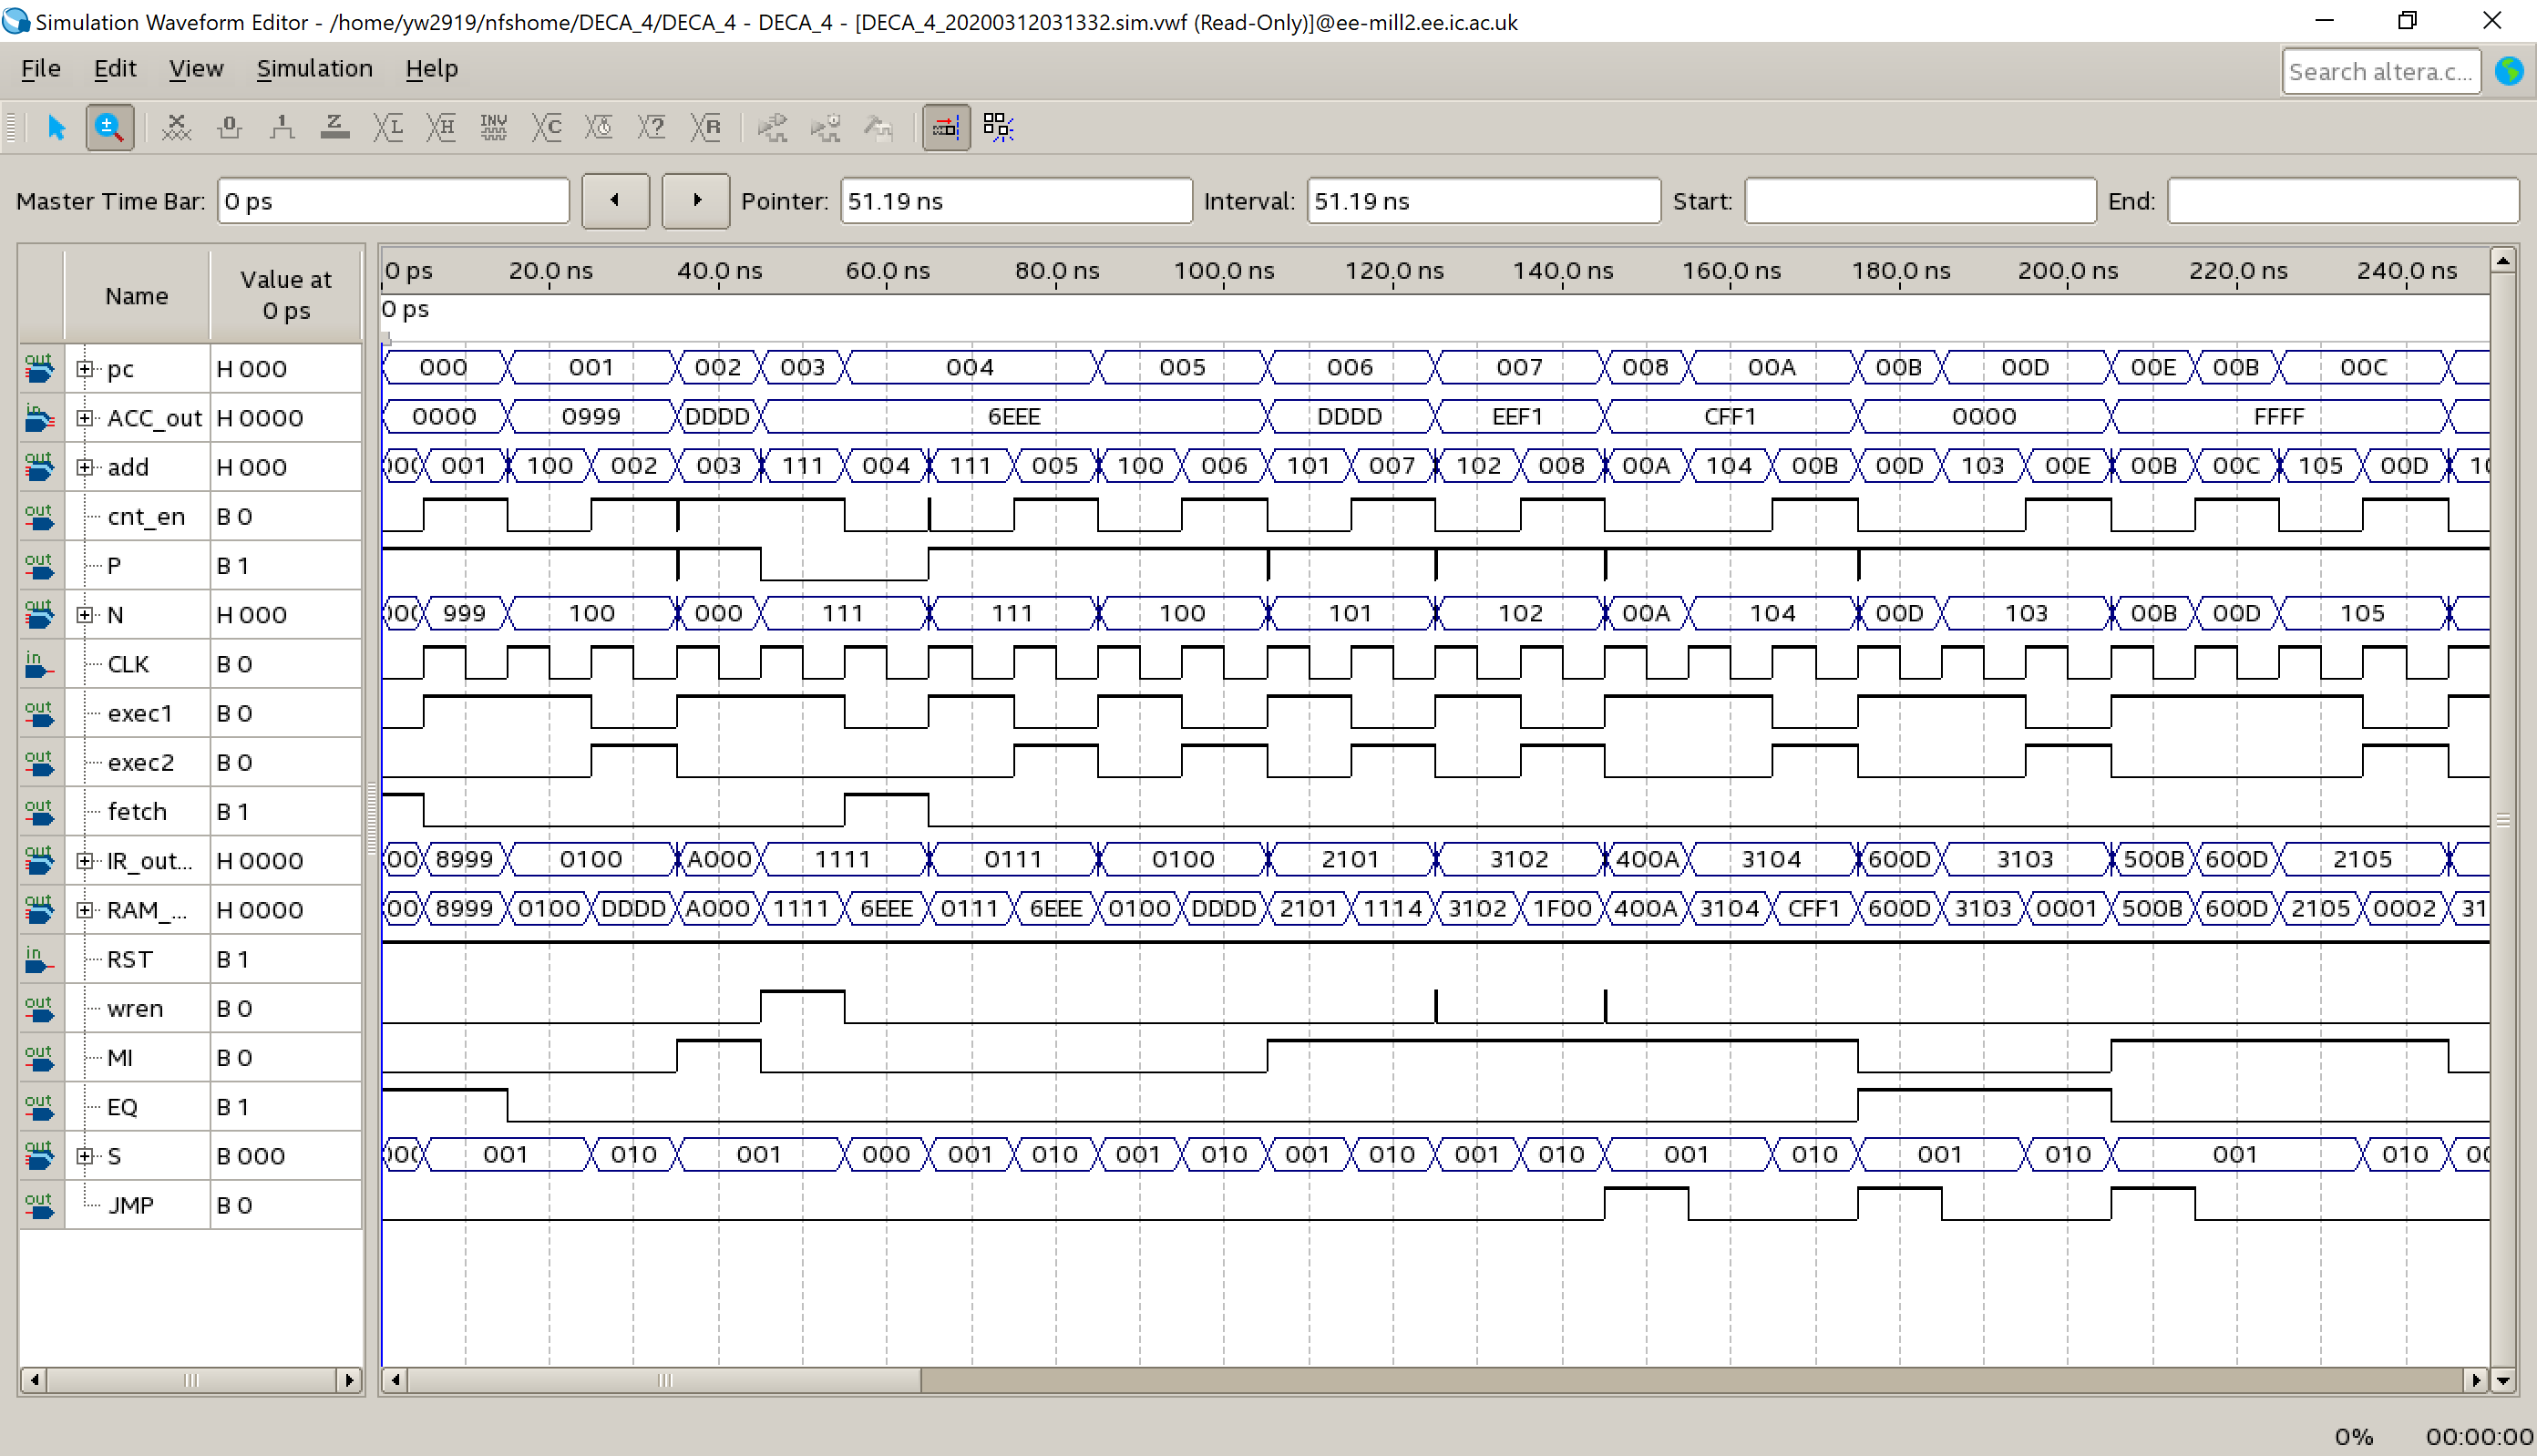 Simulation Waveform Editor - /home/yw2919/nfshome/DECA_4/DECA_4 - DECA_4 - [DECA_4_20200312031332.sim.vwf (Read-Only)]@ee-mill2.ee.ic.ac.uk
File Edit View Simulation Help Search altera.c...
Master Time Bar: 0 ps Pointer: 51.19 ns Interval: 51.19 ns Start: End:
Name Value at 0 ps 0 ps 20.0 ns 40.0 ns 60.0 ns 80.0 ns 100.0 ns 120.0 ns 140.0 ns 160.0 ns 180.0 ns 200.0 ns 220.0 ns 240.0 ns
0 ps
out pc H 000 000 001 002 003 004 005 006 007 008 00A 00B 00D 00E 00B 00C
in ACC_out H 0000 0000 0999 DDDD 6EEE DDDD EEF1 CFF1 0000 FFFF
out add H 000 001 100 002 003 111 004 111 005 100 006 101 007 102 008 00A 104 00B 00D 103 00E 00B 00C 105 00D
out cnt_en B 0
out P B 1
out N H 000 999 100 000 111 111 100 101 102 00A 104 00D 103 00B 00D 105
in CLK B 0
out exec1 B 0
out exec2 B 0
out fetch B 1
out IR_out... H 0000 8999 0100 A000 1111 0111 0100 2101 3102 400A 3104 600D 3103 500B 600D 2105
out RAM_... H 0000 8999 0100 DDDD A000 1111 6EEE 0111 6EEE 0100 DDDD 2101 1114 3102 1F00 400A 3104 CFF1 600D 3103 0001 500B 600D 2105 0002 31
in RST B 1
out wren B 0
out MI B 0
out EQ B 1
out S B 000 001 010 001 000 001 010 001 010 001 010 001 010 001 010 001 010 001 010
out JMP B 0
0% 00:00:00